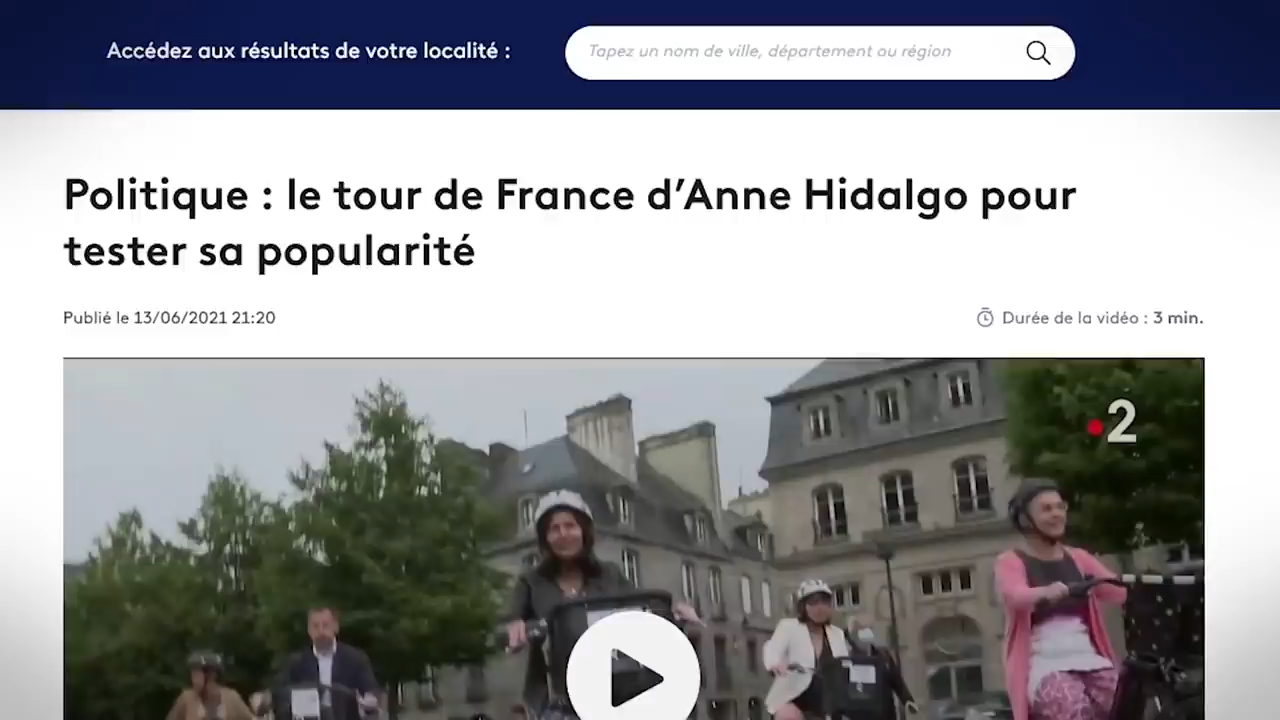 Accédez aux résultats de votre localité :
Tapez un nom de ville, département ou région
Politique : le tour de France d’Anne Hidalgo pour
tester sa popularité
Publié le 13/06/2021 21:20
Durée de la vidéo : 3 min.
2